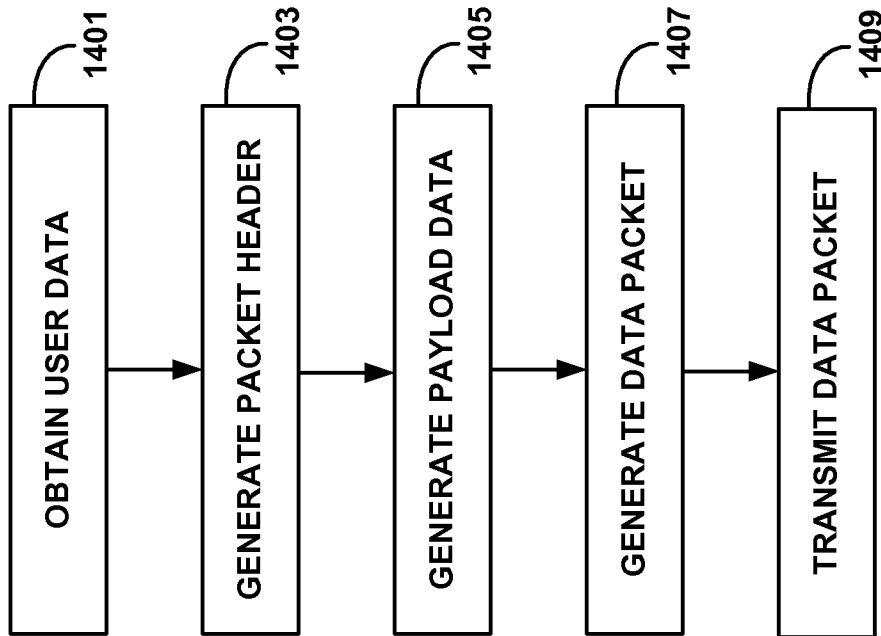 OBTAIN USER DATA
1401
GENERATE PACKET HEADER
1403
GENERATE PAYLOAD DATA
1405
GENERATE DATA PACKET
1407
TRANSMIT DATA PACKET
1409